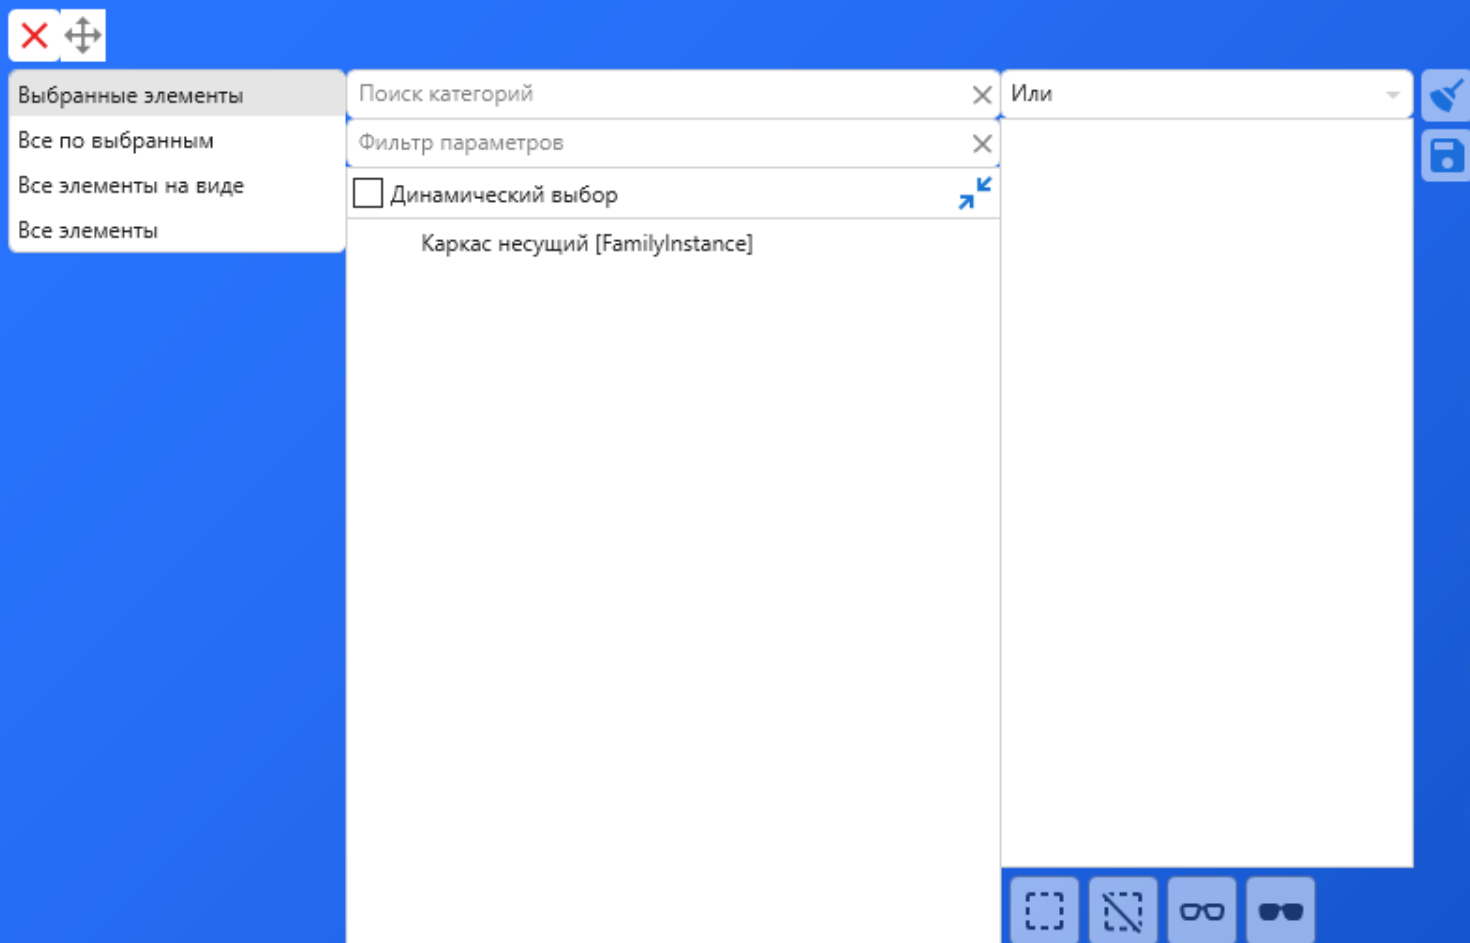 Выбранные элементы
Все по выбранным
Все элементы на виде
Все элементы
Поиск категорий
Фильтр параметров
Динамический выбор
Каркас несущий [FamilyInstance]
Или